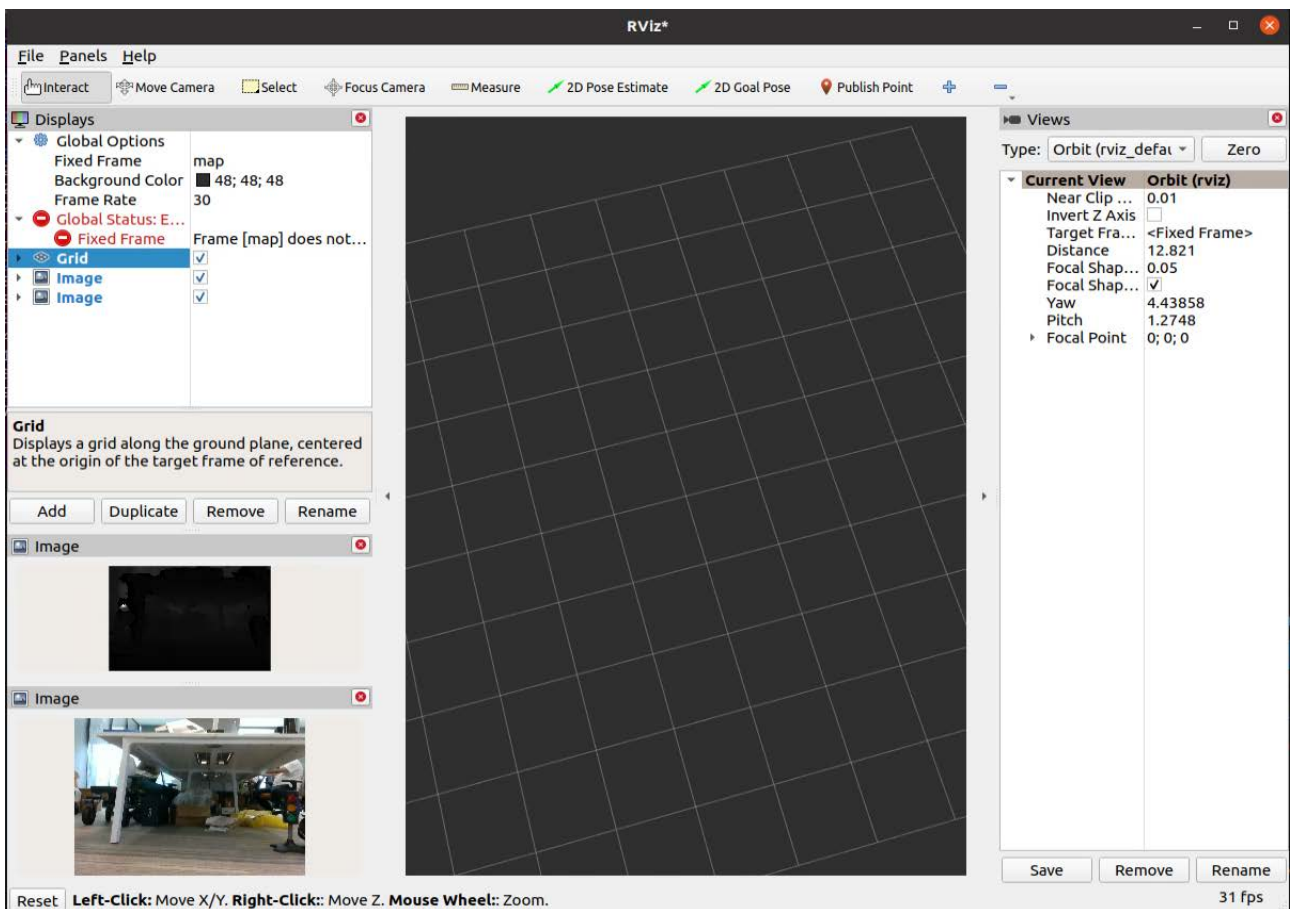 RViz*
File Panels Help
Interact Move Camera Select Focus Camera Measure 2D Pose Estimate 2D Goal Pose Publish Point
Displays
Global Options
Fixed Frame map
Background Color 48; 48; 48
Frame Rate 30
Global Status: E...
Fixed Frame Frame [map] does not...
Grid
Image
Image
Grid
Displays a grid along the ground plane, centered
at the origin of the target frame of reference.
Add Duplicate Remove Rename
Image
Image
Views
Type: Orbit (rviz_defau Zero
Current View Orbit (rviz)
Near Clip ... 0.01
Invert Z Axis
Target Fra... <Fixed Frame>
Distance 12.821
Focal Shap... 0.05
Focal Shap...
Yaw 4.43858
Pitch 1.2748
Focal Point 0; 0; 0
Save Remove Rename
Reset Left-Click: Move X/Y. Right-Click:: Move Z. Mouse Wheel:: Zoom. 31 fps